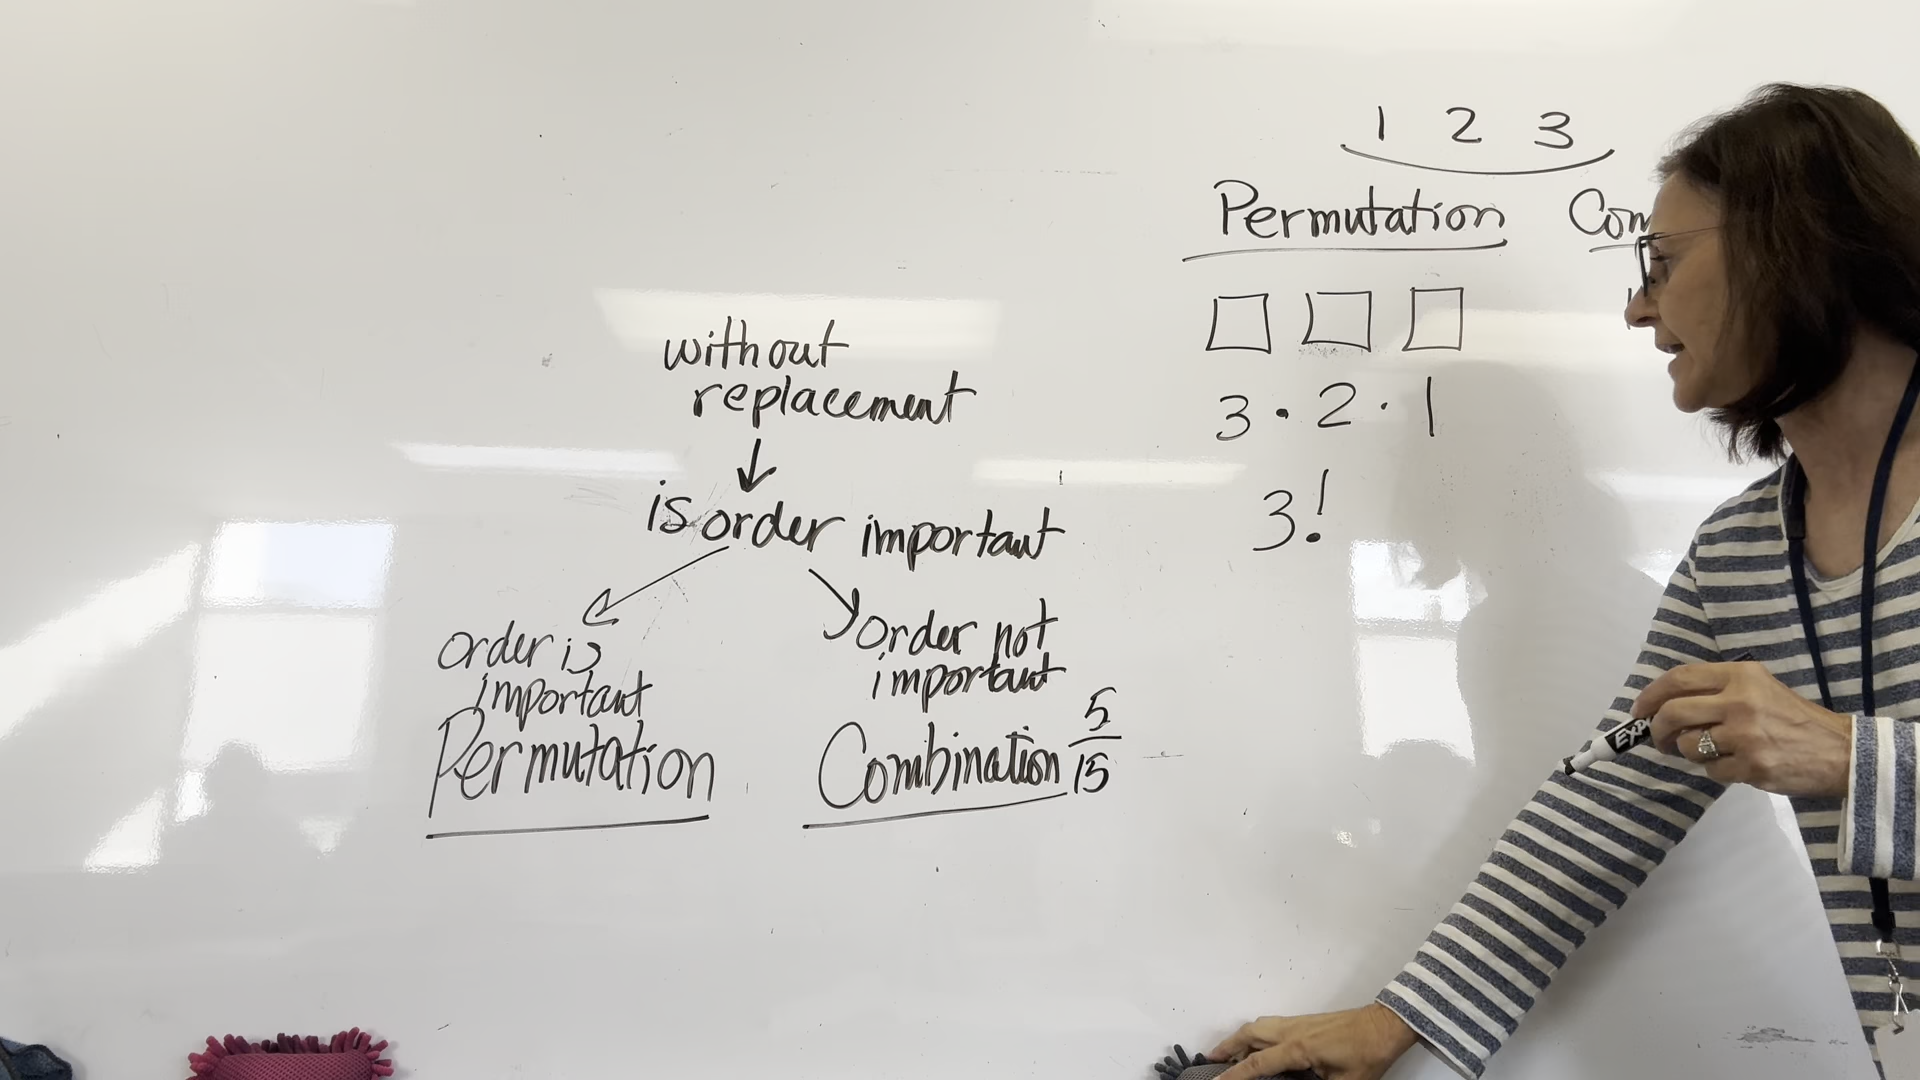 without
replacement
is order important
order is
important
Permutation
order not
important
Combination 5/15
1 2 3
Permutation
3 · 2 · 1
3!